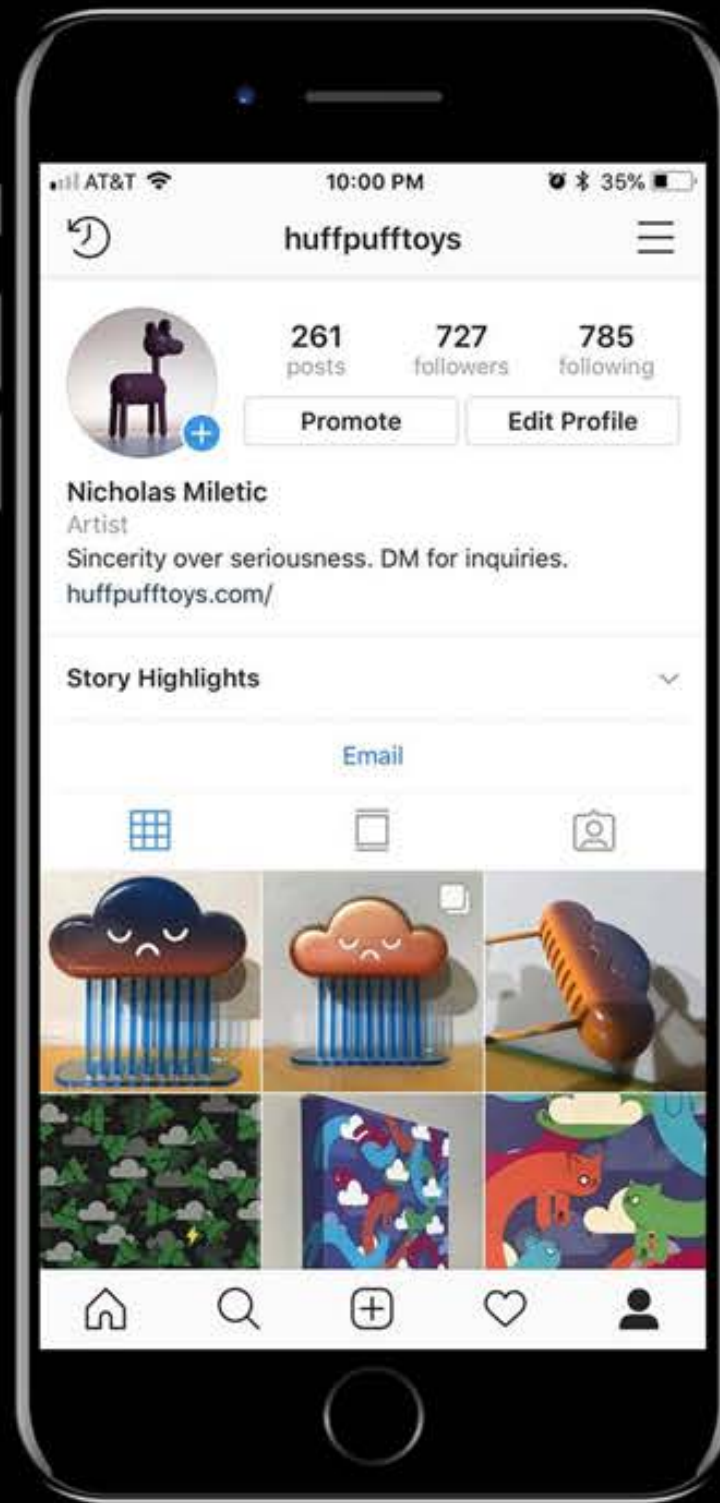 AT&T 10:00 PM 35%
huffpufftoys
261 727 785
posts followers following
Promote Edit Profile
Nicholas Miletic
Artist
Sincerity over seriousness. DM for inquiries.
huffpufftoys.com/
Story Highlights
Email